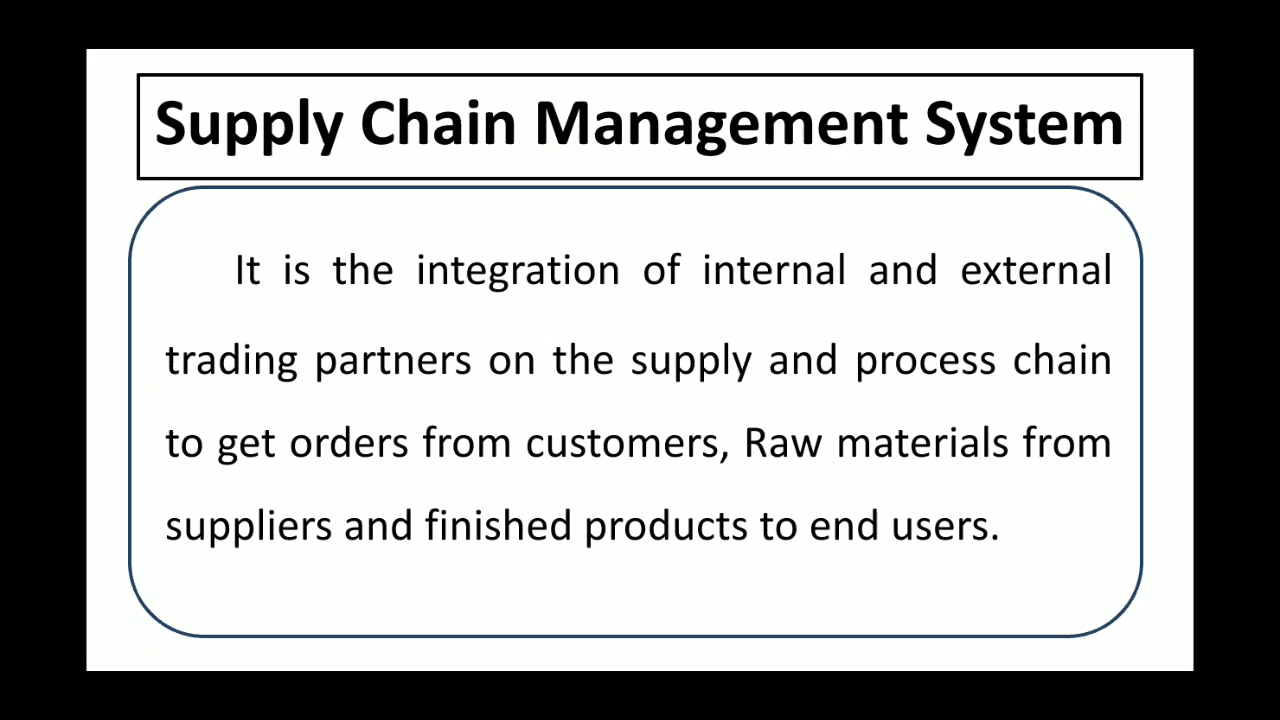 Supply Chain Management System
It is the integration of internal and external
trading partners on the supply and process chain
to get orders from customers, Raw materials from
suppliers and finished products to end users.